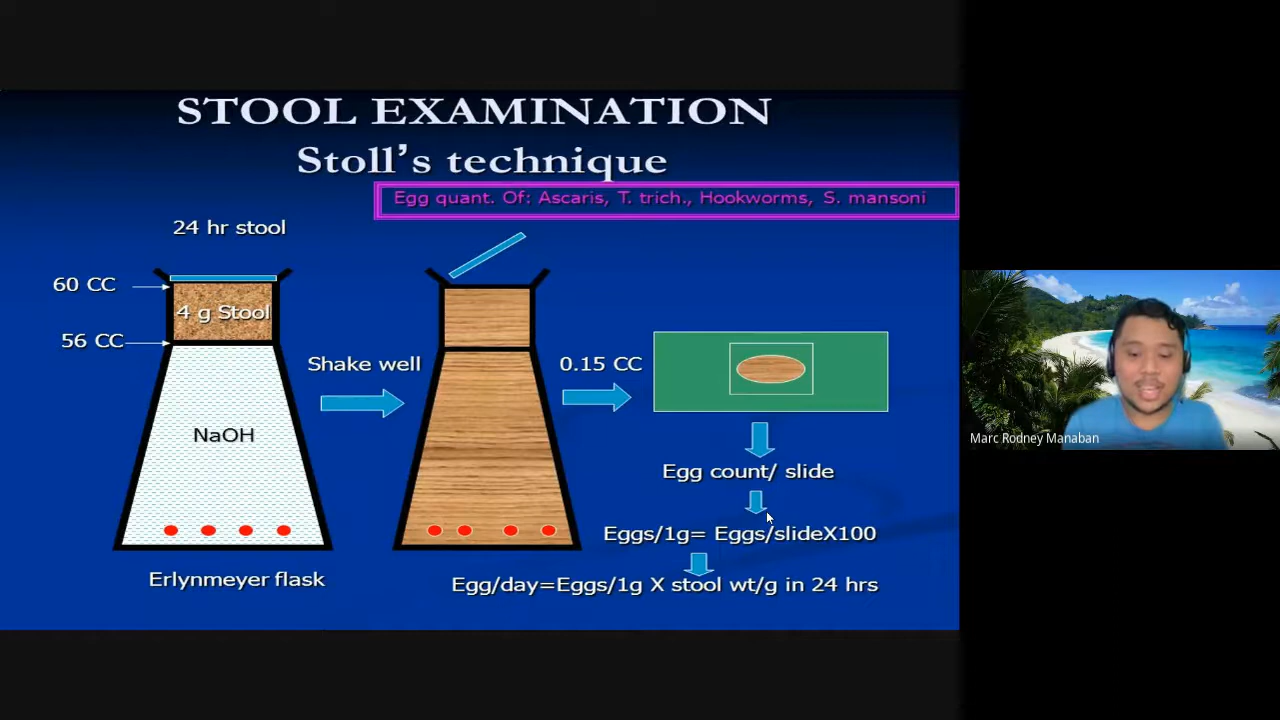 STOOL EXAMINATION
Stoll's technique
Egg quant. Of: Ascaris, T. trich., Hookworms, S. mansoni
24 hr stool
60 CC
4 g Stool
56 CC
Shake well
0.15 CC
NaOH
Egg count/ slide
Eggs/1g= Eggs/slideX100
Erlynmeyer flask
Egg/day=Eggs/1g X stool wt/g in 24 hrs
Marc Rodney Manaban